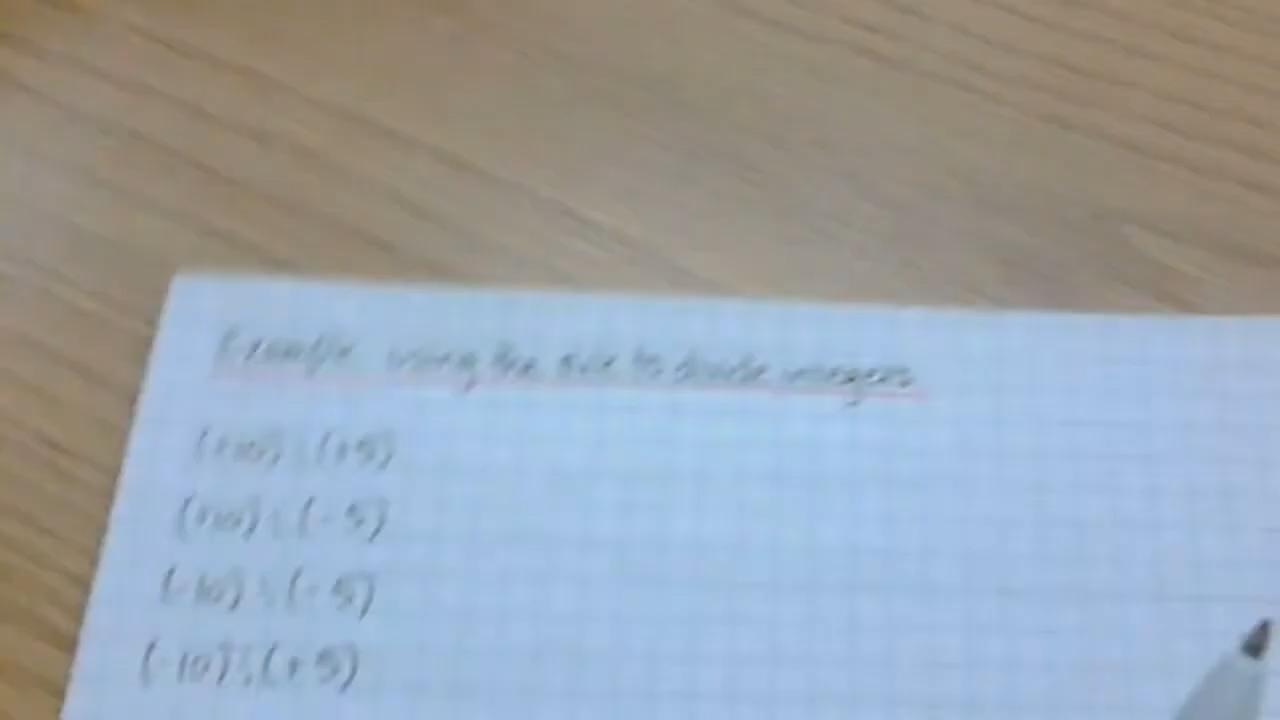 Example using the rule to divide integers
(+10) ÷ (+5)
(+10) ÷ (-5)
(-10) ÷ (-5)
(-10) ÷ (+5)